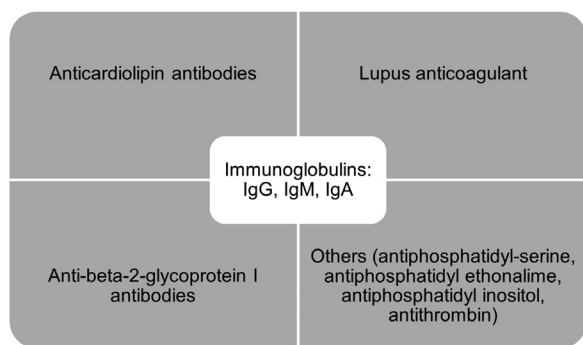 Anticardiolipin antibodies
Lupus anticoagulant
Immunoglobulins:
IgG, IgM, IgA
Anti-beta-2-glycoprotein I
antibodies
Others (antiphosphatidyl-serine,
antiphosphatidyl ethonalime,
antiphosphatidyl inositol,
antithrombin)